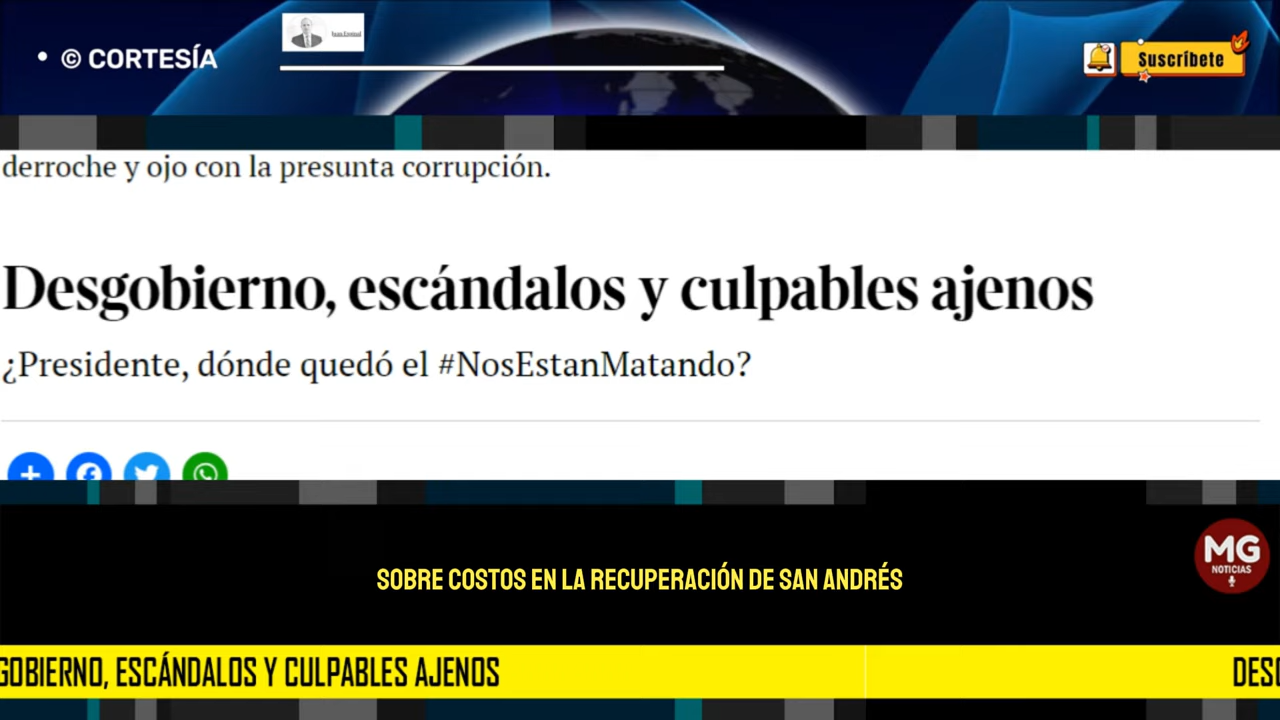 • © CORTESÍA
Suscríbete
derroche y ojo con la presunta corrupción.
Desgobierno, escándalos y culpables ajenos
¿Presidente, dónde quedó el #NosEstanMatando?
SOBRE COSTOS EN LA RECUPERACIÓN DE SAN ANDRÉS
MG
NOTICIAS
GOBIERNO, ESCÁNDALOS Y CULPABLES AJENOS
DESG